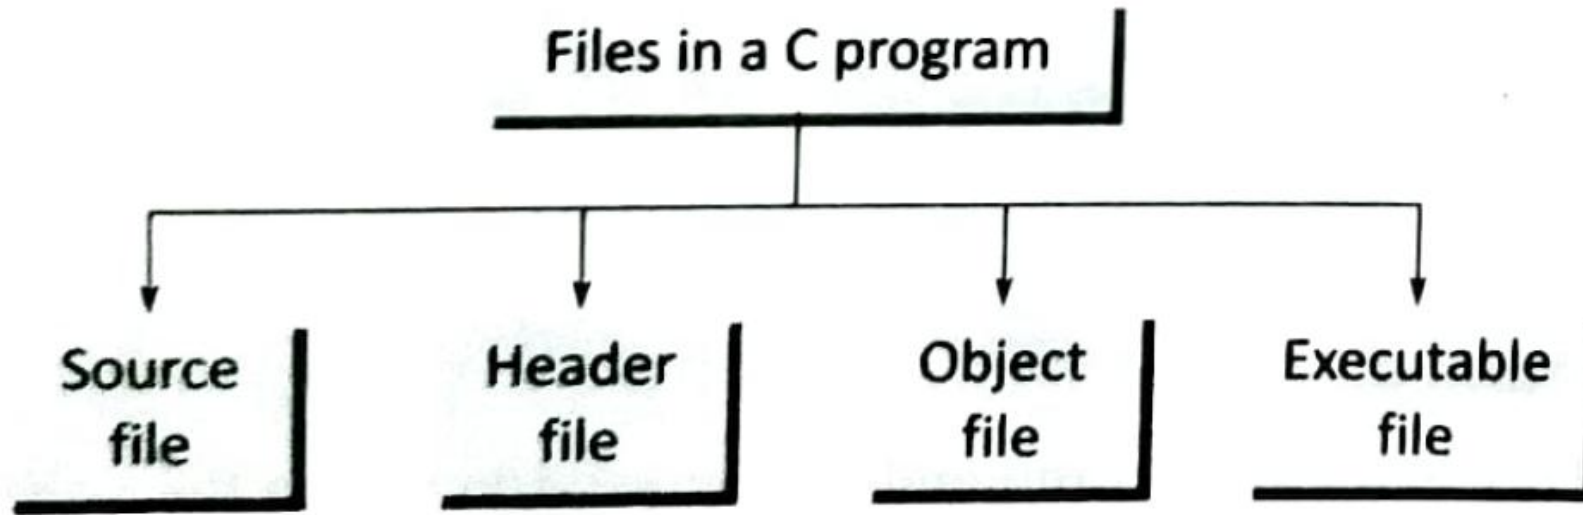 Files in a C program
Source
file
Header
file
Object
file
Executable
file